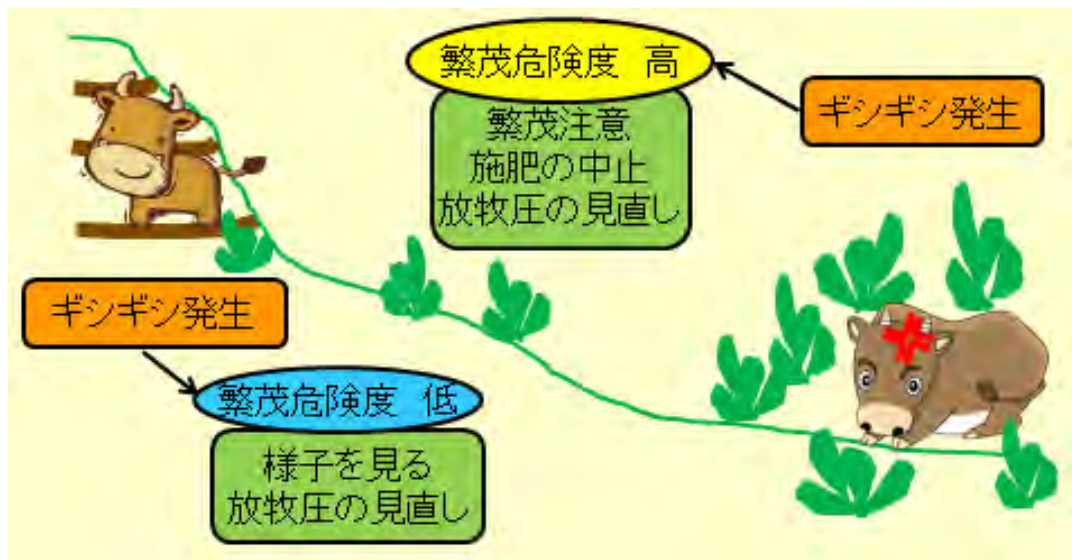 繁茂危険度 高
ギシギシ発生
繁茂注意
施肥の中止
放牧圧の見直し
ギシギシ発生
繁茂危険度 低
様子を見る
放牧圧の見直し